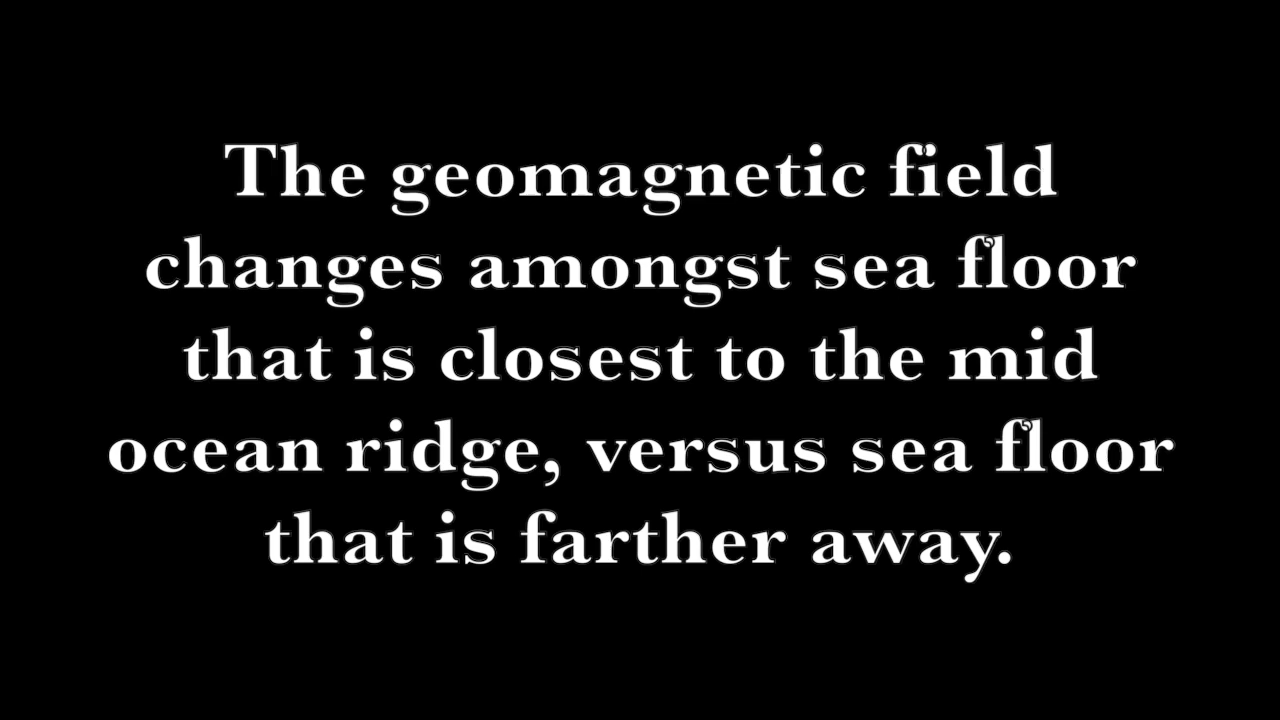 The geomagnetic field
changes amongst sea floor
that is closest to the mid
ocean ridge, versus sea floor
that is farther away.